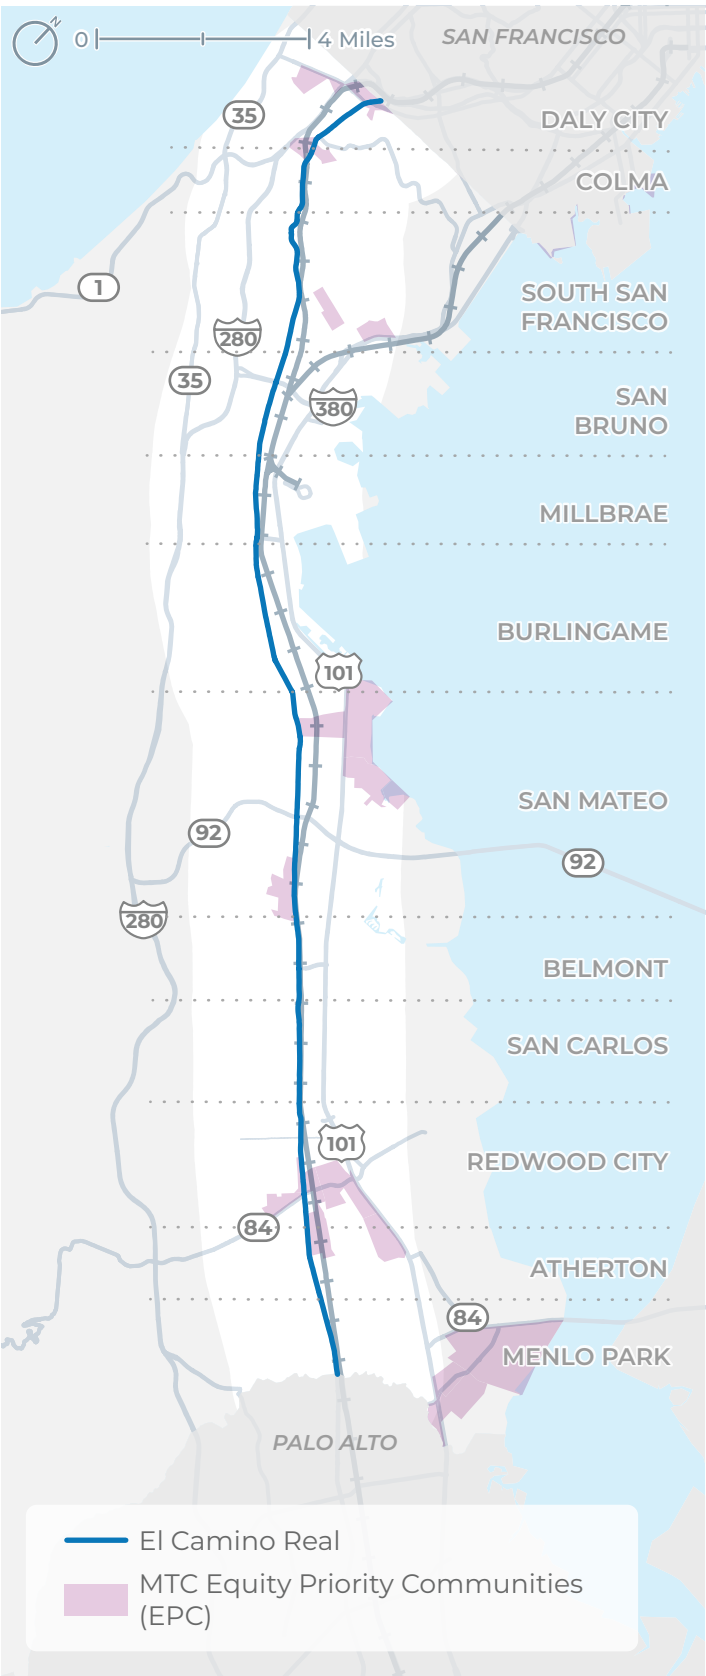 N
0
4 Miles
SAN FRANCISCO
35
DALY CITY
COLMA
1
SOUTH SAN
FRANCISCO
280
35
380
SAN
BRUNO
MILLBRAE
BURLINGAME
101
SAN MATEO
92
92
280
BELMONT
SAN CARLOS
101
REDWOOD CITY
84
ATHERTON
84
MENLO PARK
PALO ALTO
El Camino Real
MTC Equity Priority Communities
(EPC)